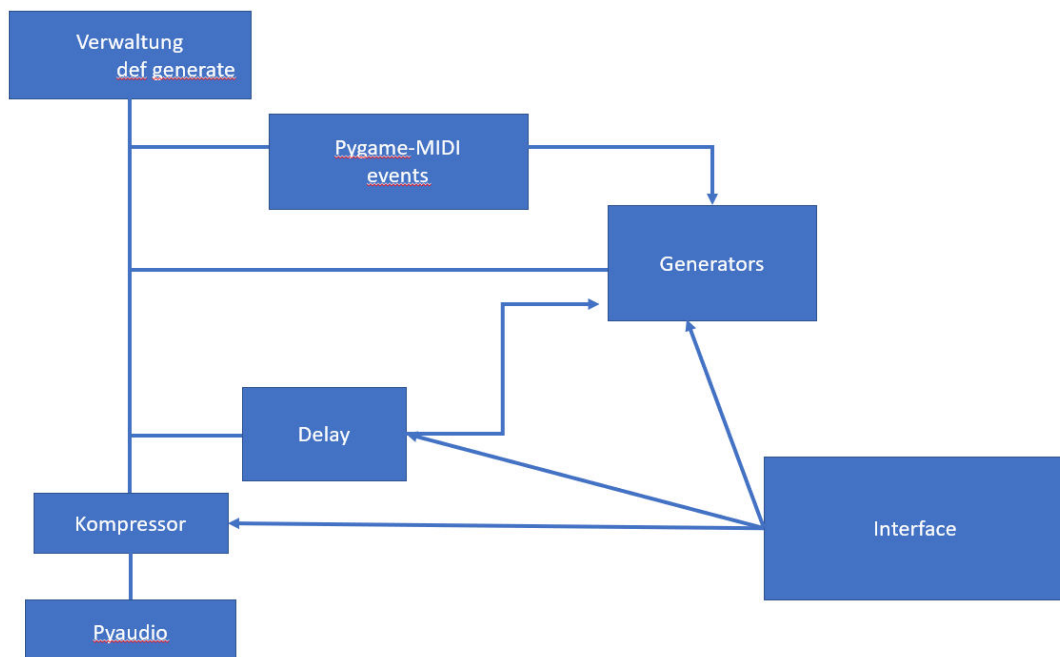 Verwaltung
def generate
Pygame-MIDI
events
Generators
Delay
Kompressor
Interface
Pyaudio